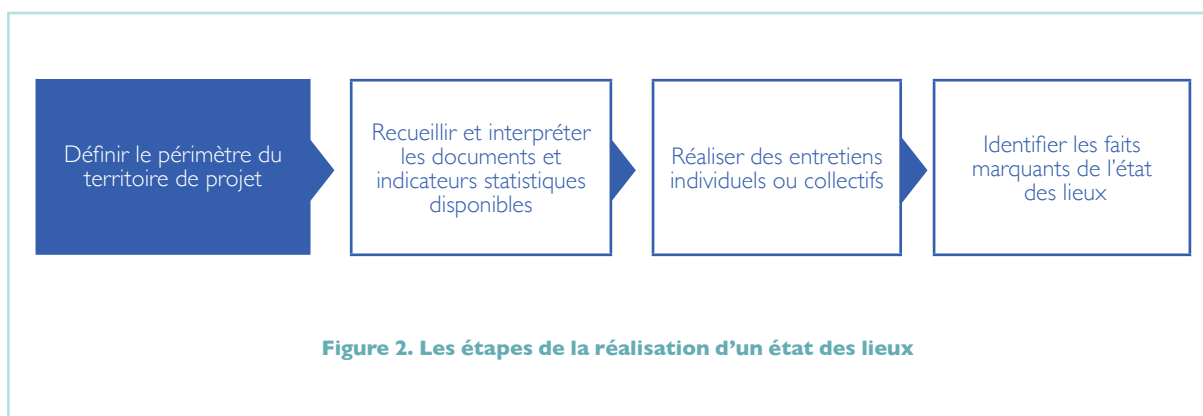 Définir le périmètre du
territoire de projet
Recueillir et interpréter
les documents et
indicateurs statistiques
disponibles
Réaliser des entretiens
individuels ou collectifs
Identifier les faits
marquants de l’état
des lieux
Figure 2. Les étapes de la réalisation d’un état des lieux